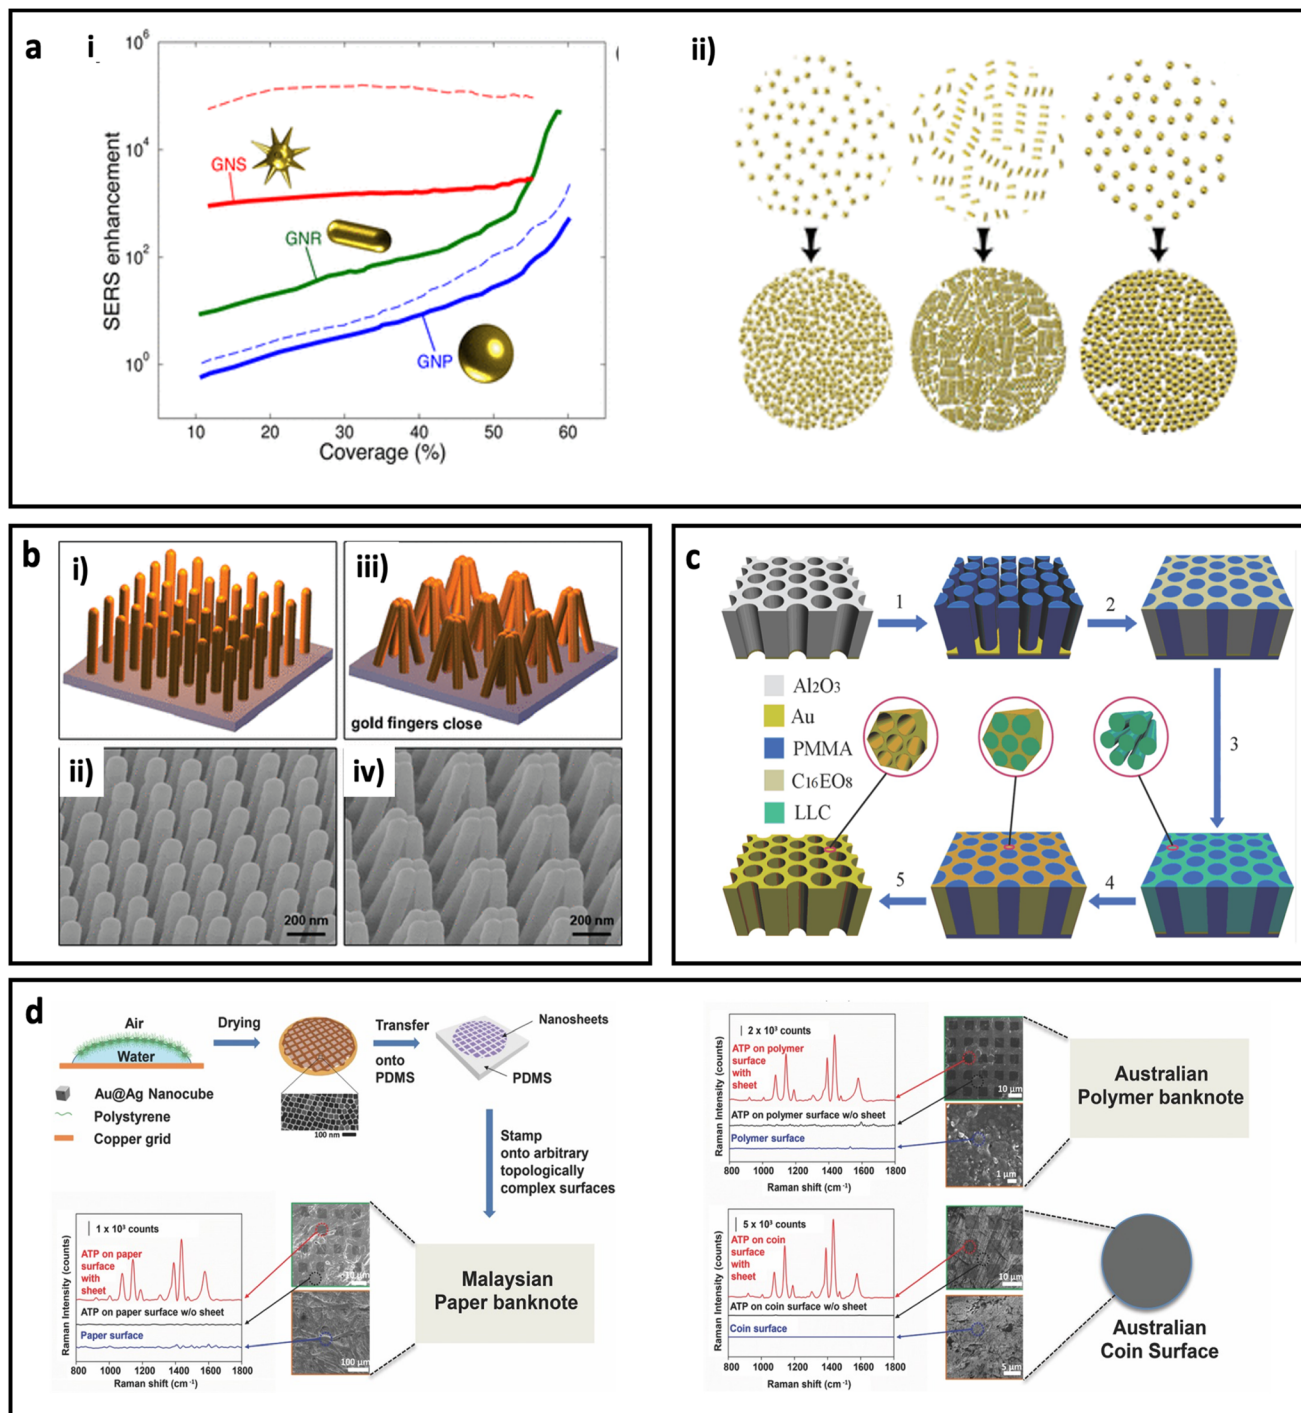 a
i
SERS enhancement
10⁶
10⁴
10²
10⁰
GNS
GNR
GNP
10 20 30 40 50 60
Coverage (%)
ii)
b
i)
iii)
gold fingers close
ii)
200 nm
iv)
200 nm
c
1
2
3
4
5
Al₂O₃
Au
PMMA
C₁₆EO₈
LLC
d
Air
Water
Drying
Transfer
onto
PDMS
Nanosheets
PDMS
100 nm
Au@Ag Nanocube
Polystyrene
Copper grid
Stamp
onto arbitrary
topologically
complex surfaces
Raman Intensity (counts)
1 x 10³ counts
ATP on paper
surface
with
sheet
ATP on paper surface w/o sheet
Paper surface
800 1000 1200 1400 1600 1800
Raman shift (cm⁻¹)
10 µm
100 µm
Malaysian
Paper banknote
Raman Intensity (counts)
2 x 10³ counts
ATP on polymer
surface
with
sheet
ATP on polymer surface w/o sheet
Polymer surface
800 1000 1200 1400 1600 1800
Raman shift (cm⁻¹)
10 µm
1 µm
Australian
Polymer banknote
Raman Intensity (counts)
5 x 10³ counts
ATP on coin
surface
with
sheet
ATP on coin surface w/o sheet
Coin surface
800 1000 1200 1400 1600 1800
Raman shift (cm⁻¹)
10 µm
5 µm
Australian
Coin Surface